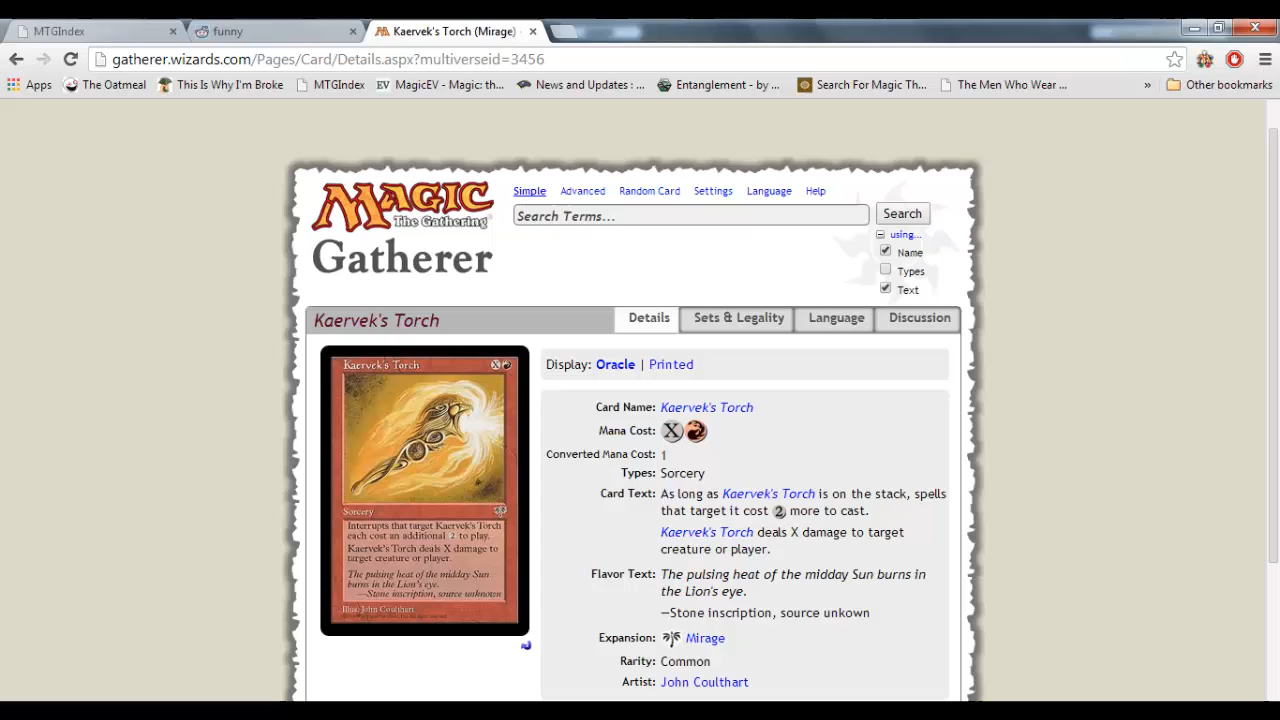 MTGIndex
funny
Kaervek's Torch (Mirage)
gatherer.wizards.com/Pages/Card/Details.aspx?multiverseid=3456
Apps
The Oatmeal
This Is Why I'm Broke
MTGIndex
EV MagicEV - Magic: th...
News and Updates : ...
Entanglement - by ...
Search For Magic Th...
The Men Who Wear ...
»
Other bookmarks
MAGIC
The Gathering
Gatherer
Simple Advanced Random Card Settings Language Help
Search Terms...
Search
using...
Name
Types
Text
Kaervek's Torch
Details
Sets & Legality
Language
Discussion
Kaervek's Torch X
Sorcery
Interrupts that target Kaervek's Torch
each cost an additional 2 to play.
Kaervek's Torch deals X damage to
target creature or player.
The pulsing heat of the midday Sun
burns in the Lion's eye.
—Stone inscription, source unknown
Illus. John Coulthart
Display: Oracle | Printed
Card Name: Kaervek's Torch
Mana Cost: X
Converted Mana Cost: 1
Types: Sorcery
Card Text: As long as Kaervek's Torch is on the stack, spells
that target it cost 2 more to cast.
Kaervek's Torch deals X damage to target
creature or player.
Flavor Text: The pulsing heat of the midday Sun burns in
the Lion's eye.
—Stone inscription, source unkown
Expansion: Mirage
Rarity: Common
Artist: John Coulthart